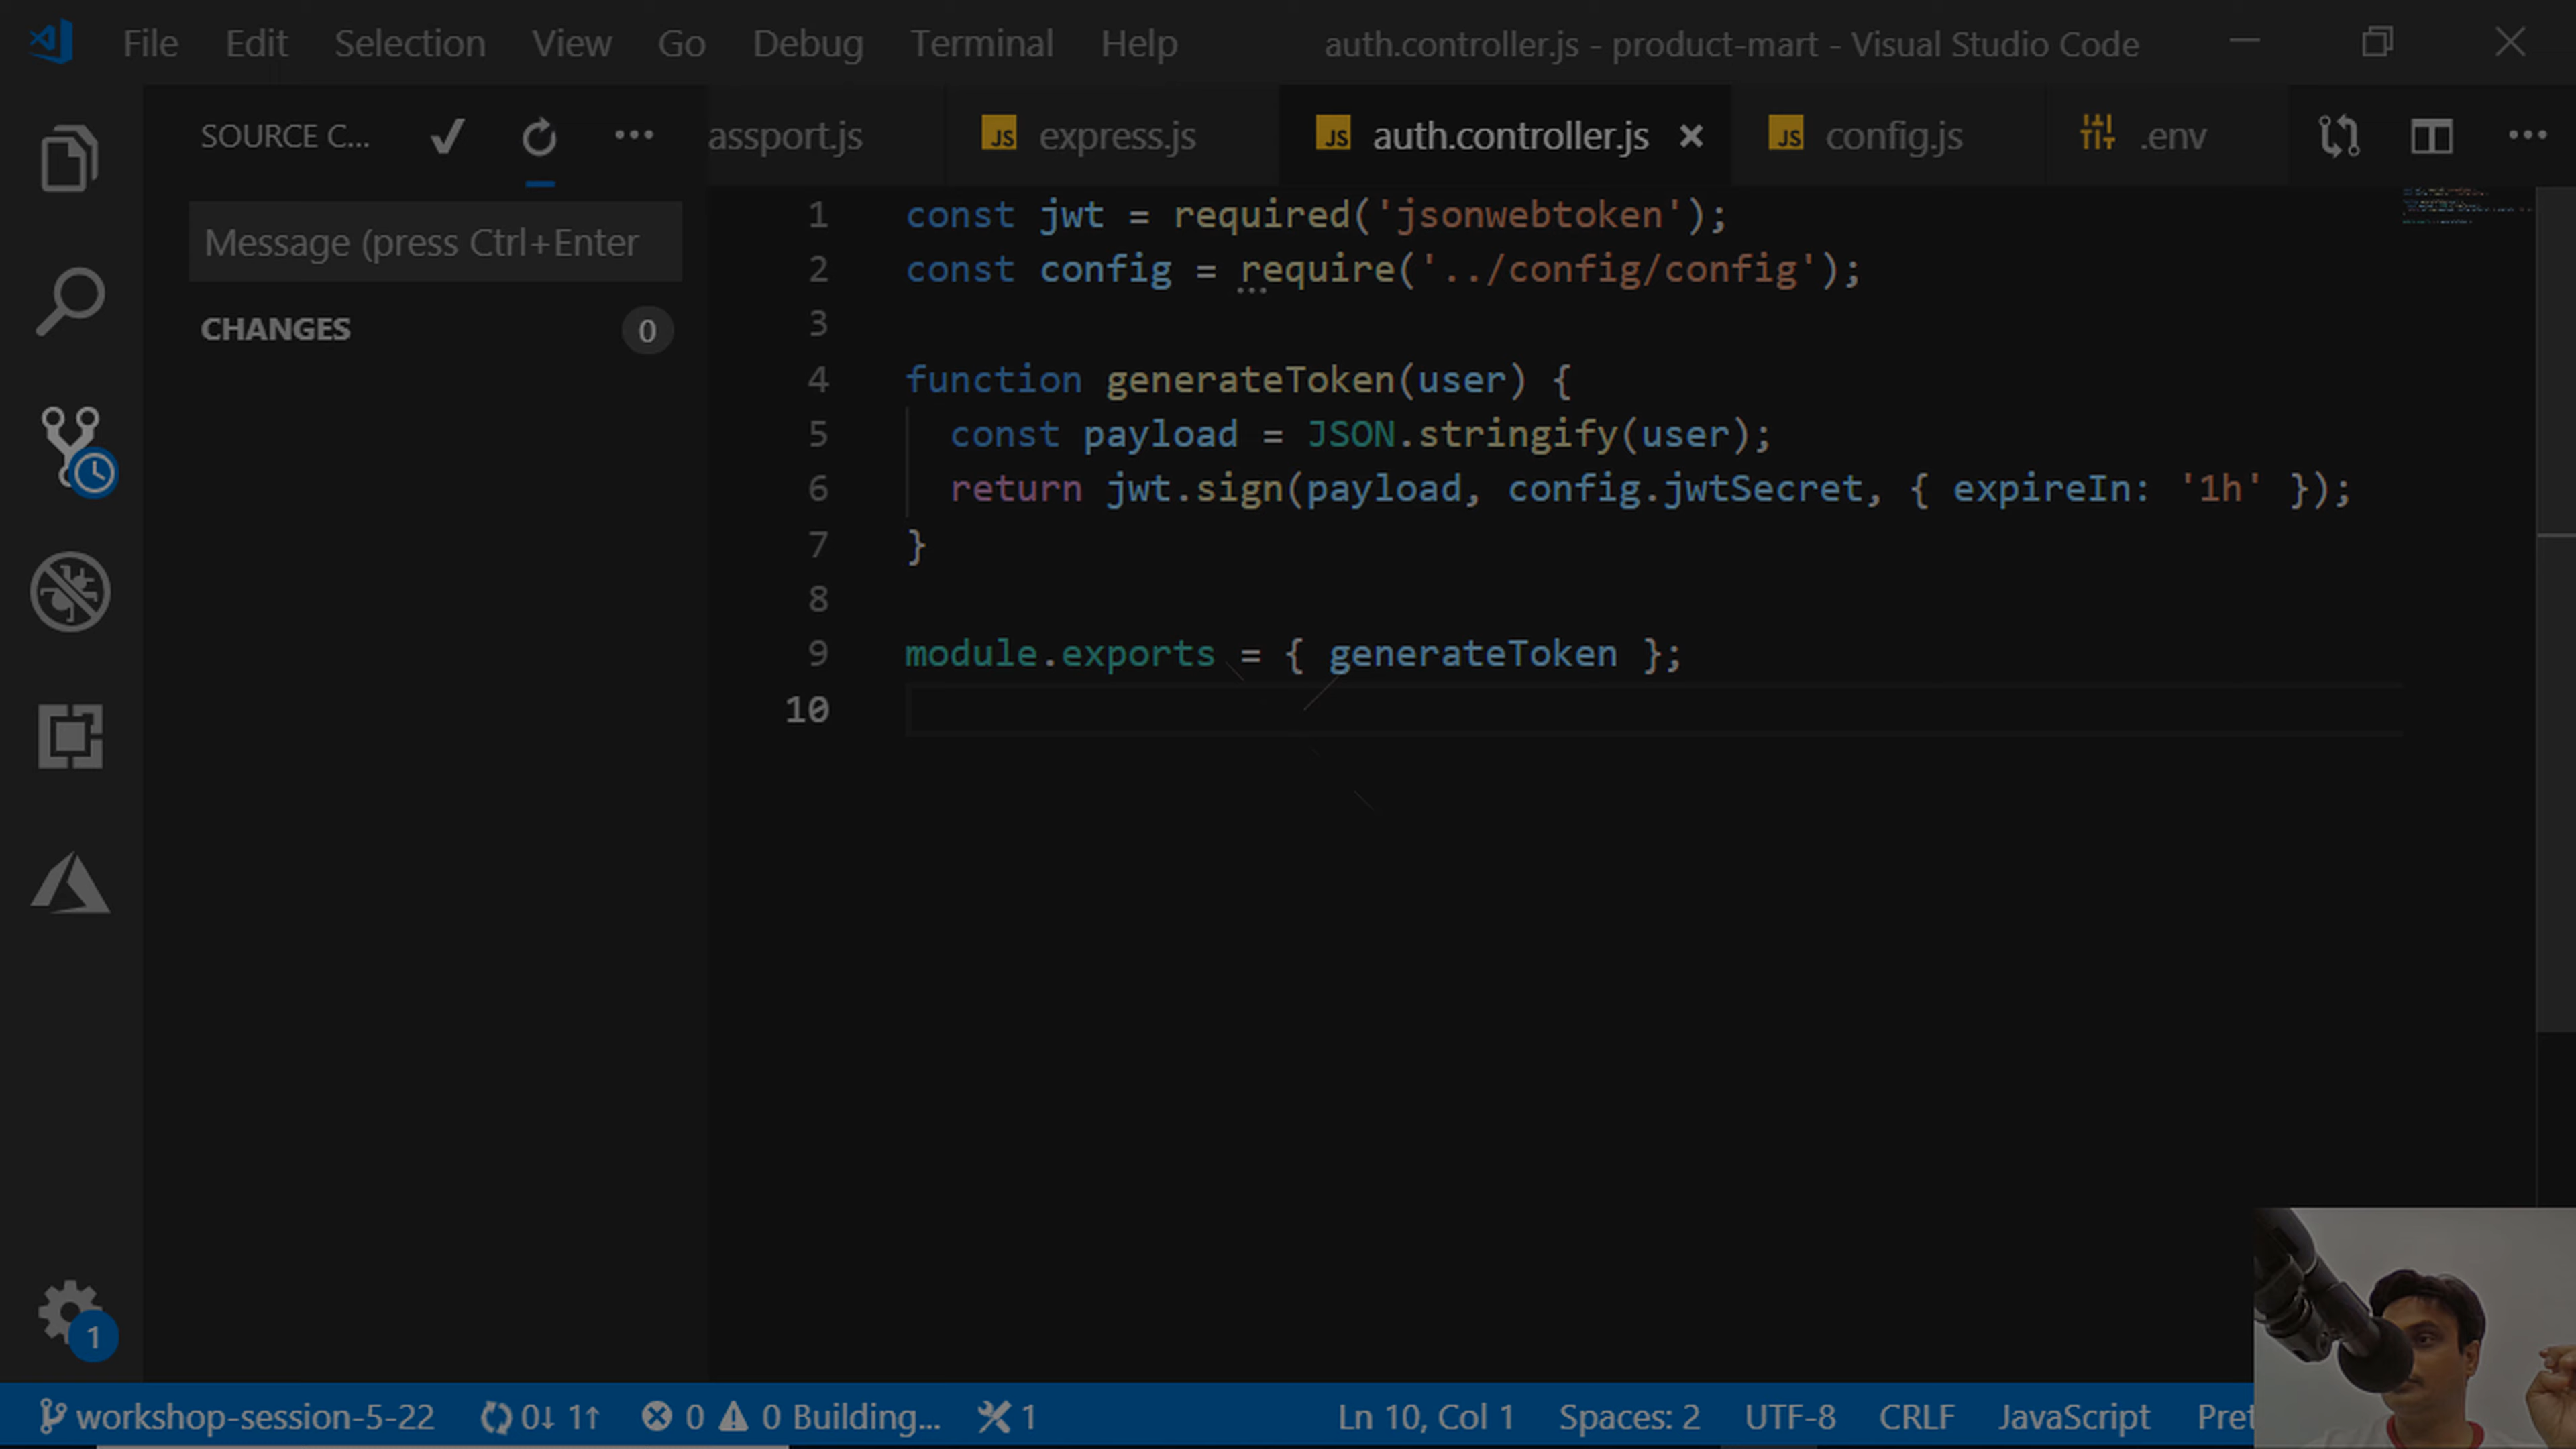 File Edit Selection View Go Debug Terminal Help auth.controller.js - product-mart - Visual Studio Code
SOURCE C... assport.js JS express.js JS auth.controller.js JS config.js .env
Message (press Ctrl+Enter
CHANGES 0
1 const jwt = required('jsonwebtoken');
2 const config = require('../config/config');
3
4 function generateToken(user) {
5 const payload = JSON.stringify(user);
6 return jwt.sign(payload, config.jwtSecret, { expireIn: '1h' });
7 }
8
9 module.exports = { generateToken };
10
1
workshop-session-5-22 0↓ 1↑ 0 0 Building... 1 Ln 10, Col 1 Spaces: 2 UTF-8 CRLF JavaScript Pret